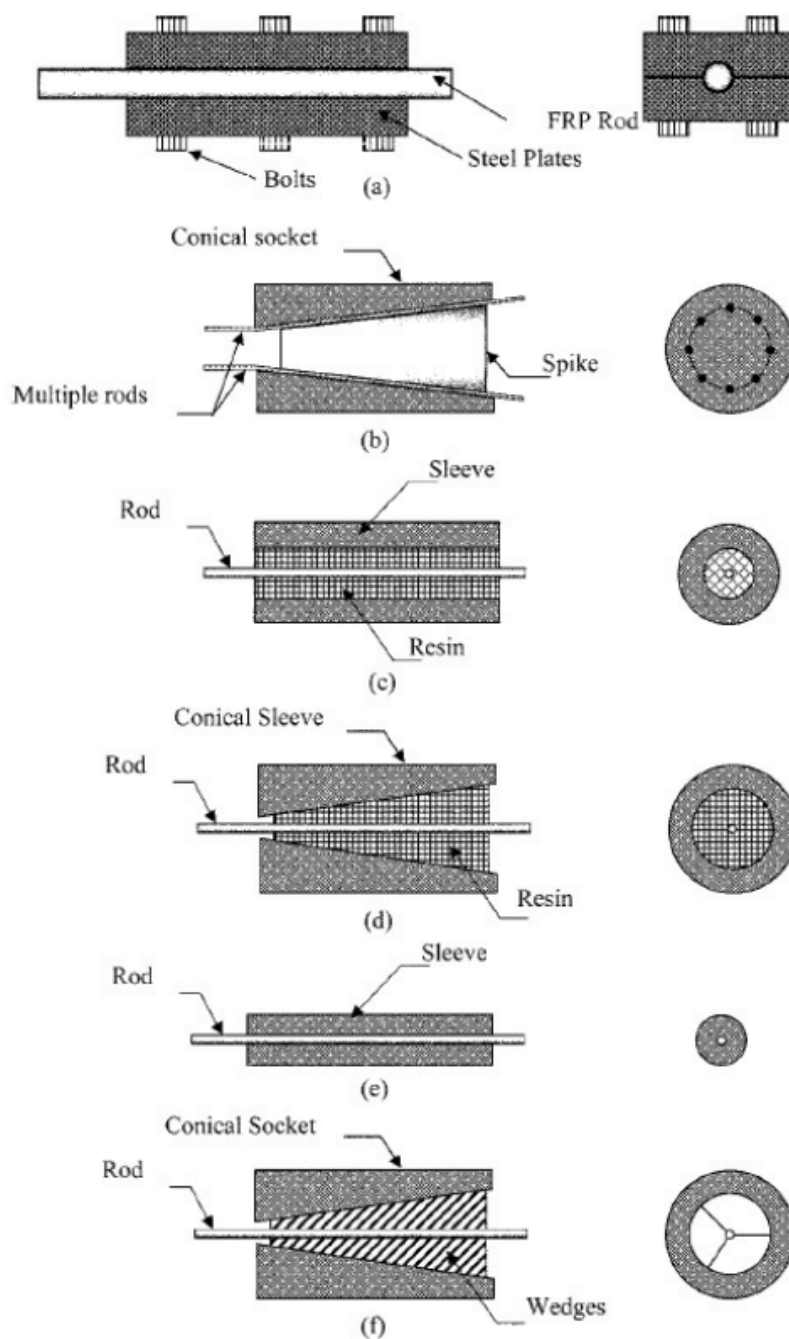 FRP Rod
Steel Plates
Bolts
(a)
Conical socket
Spike
Multiple rods
(b)
Sleeve
Rod
Resin
(c)
Conical Sleeve
Rod
Resin
(d)
Sleeve
Rod
(e)
Conical Socket
Rod
Wedges
(f)